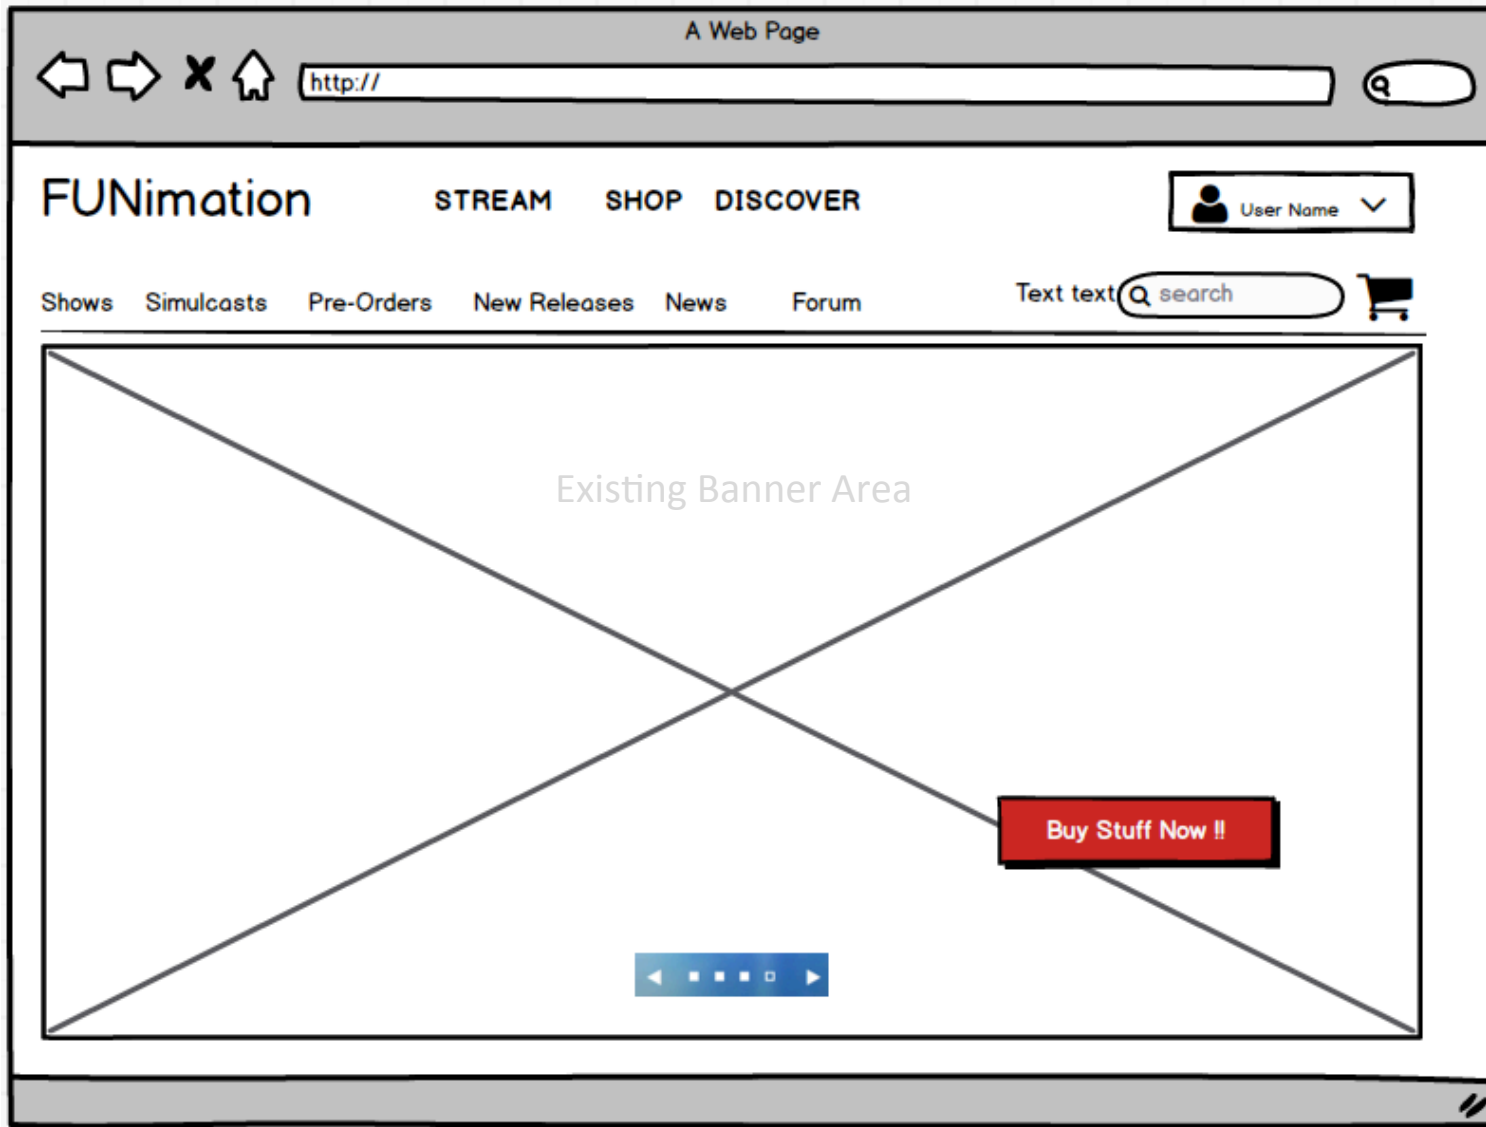 A Web Page
http://
FUNimation STREAM SHOP DISCOVER User Name
Shows Simulcasts Pre-Orders New Releases News Forum Text text search
Existing Banner Area
Buy Stuff Now !!